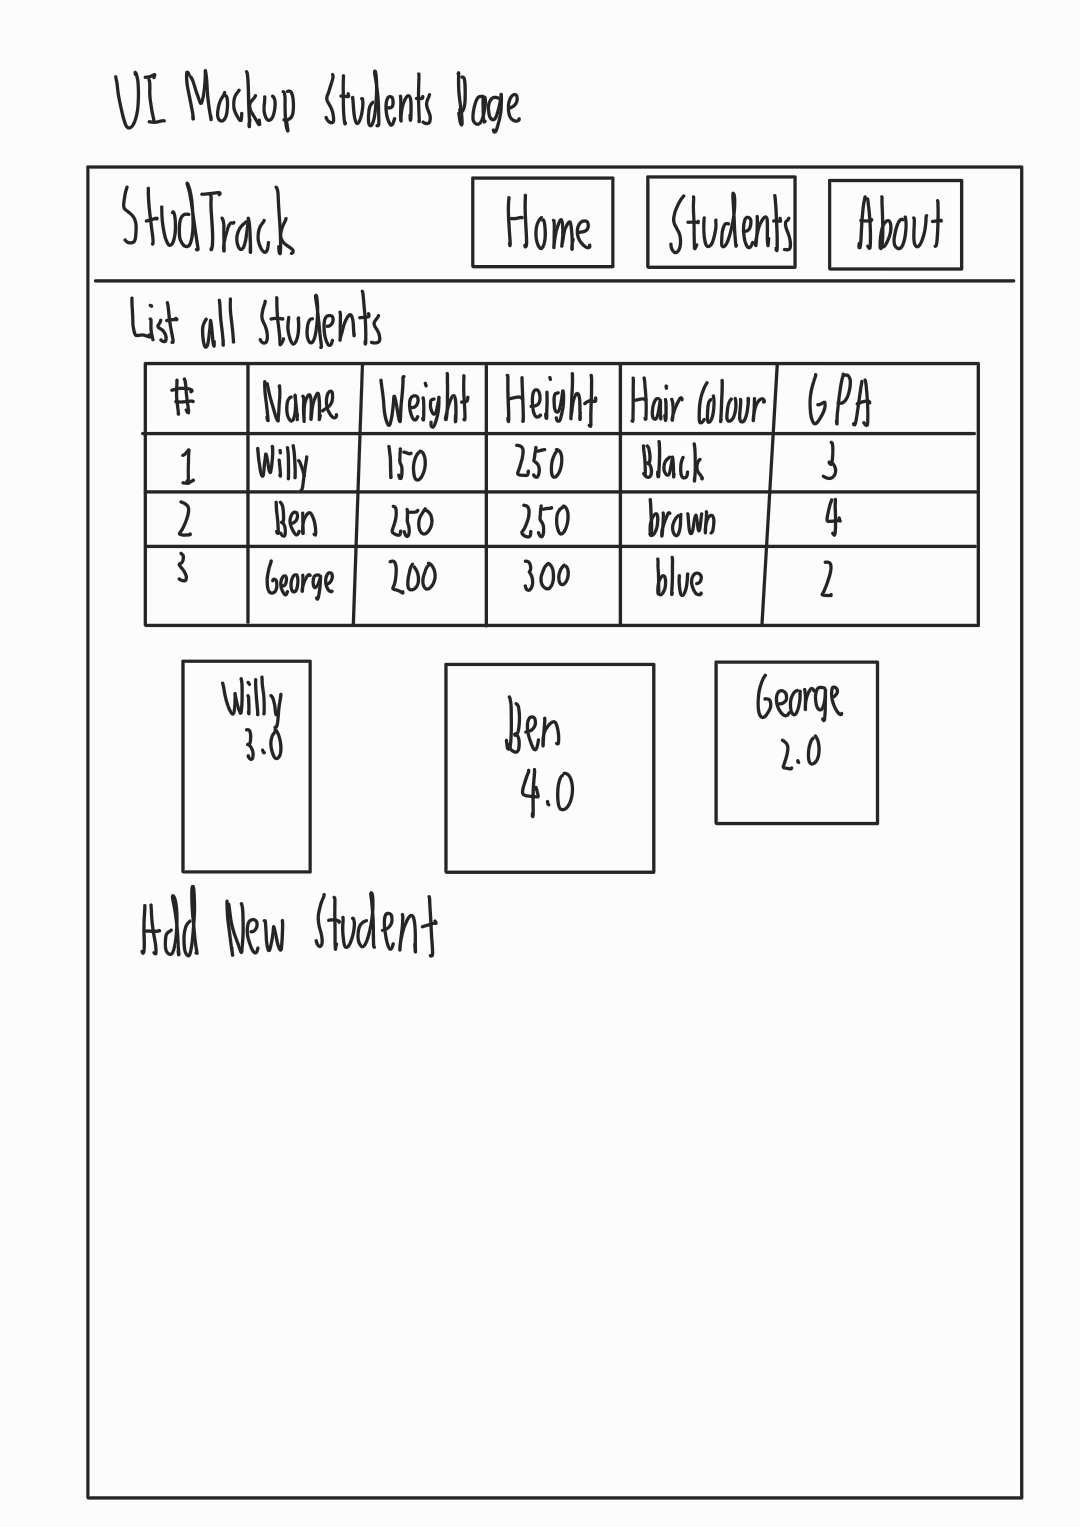 UI Mockup Students Page
StudTrack Home Students About
List all Students
# Name Weight Height Hair Colour GPA
1 Willy 150 250 Black 3
2 Ben 250 250 brown 4
3 George 200 300 blue 2
Willy
3.0
Ben
4.0
George
2.0
Add New Student